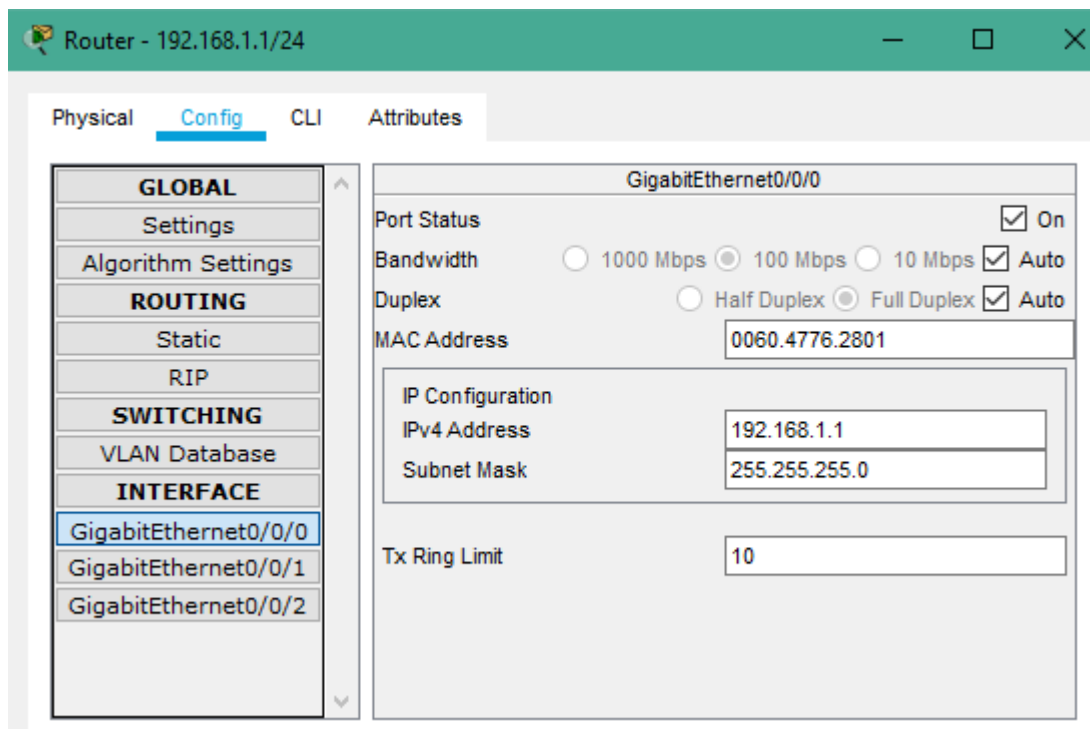 Router - 192.168.1.1/24
Physical Config CLI Attributes
GLOBAL
Settings
Algorithm Settings
ROUTING
Static
RIP
SWITCHING
VLAN Database
INTERFACE
GigabitEthernet0/0/0
GigabitEthernet0/0/1
GigabitEthernet0/0/2
GigabitEthernet0/0/0
Port Status On
Bandwidth 1000 Mbps 100 Mbps 10 Mbps Auto
Duplex Half Duplex Full Duplex Auto
MAC Address 0060.4776.2801
IP Configuration
IPv4 Address 192.168.1.1
Subnet Mask 255.255.255.0
Tx Ring Limit 10